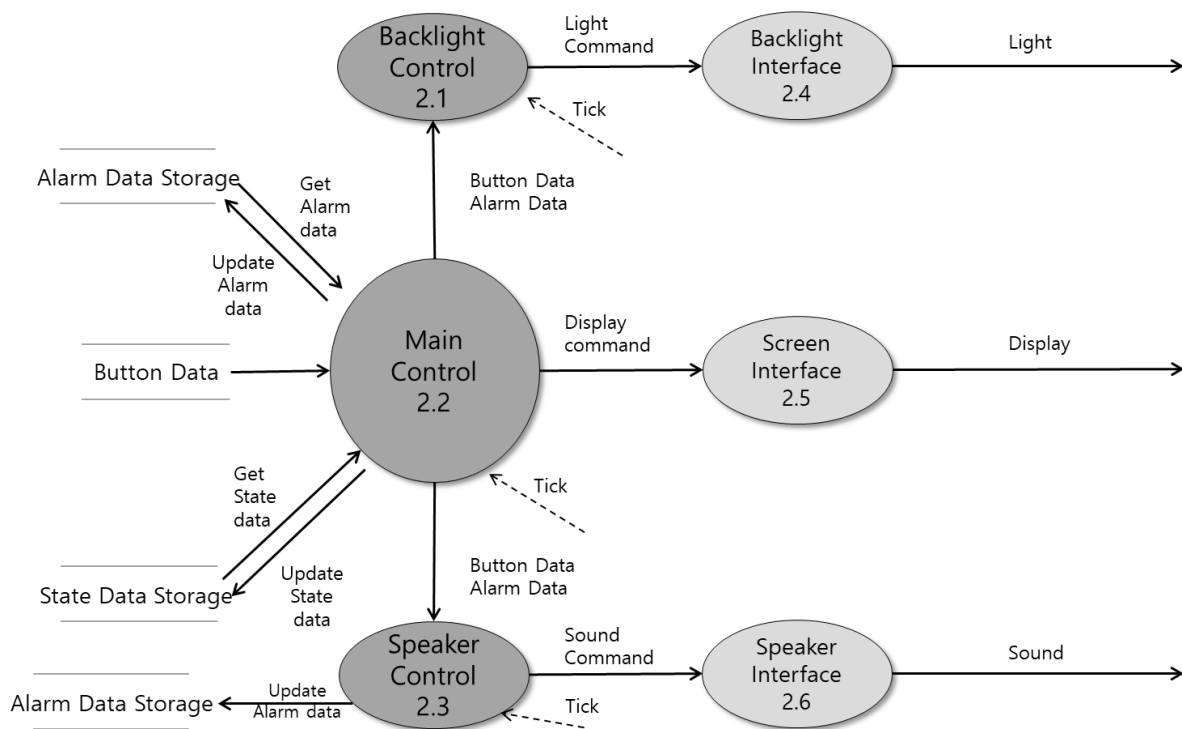 Backlight
Control
2.1
Light
Command
Backlight
Interface
2.4
Light
Tick
Alarm Data Storage
Get
Alarm
data
Button Data
Alarm Data
Update
Alarm
data
Main
Control
2.2
Display
command
Screen
Interface
2.5
Display
Button Data
Get
State
data
Tick
Update
State
data
Button Data
Alarm Data
State Data Storage
Speaker
Control
2.3
Sound
Command
Speaker
Interface
2.6
Sound
Alarm Data Storage
Update
Alarm data
Tick